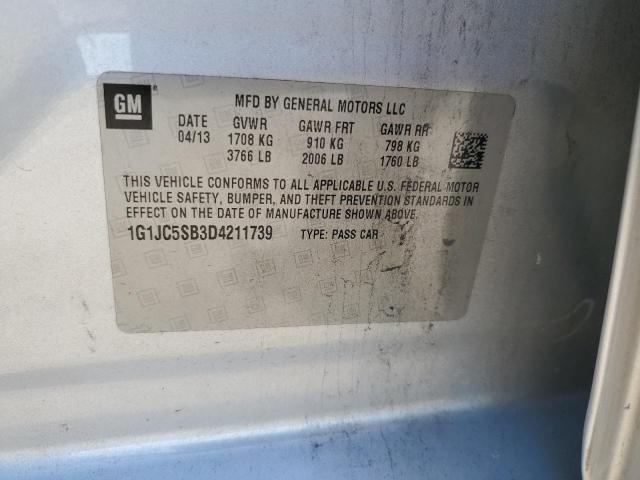 GM
MFD BY GENERAL MOTORS LLC
DATE GVWR GAWR FRT GAWR RR
04/13 1708 KG 910 KG 798 KG
3766 LB 2006 LB 1760 LB
THIS VEHICLE CONFORMS TO ALL APPLICABLE U.S. FEDERAL MOTOR
VEHICLE SAFETY, BUMPER, AND THEFT PREVENTION STANDARDS IN
EFFECT ON THE DATE OF MANUFACTURE SHOWN ABOVE.
1G1JC5SB3D4211739 TYPE: PASS CAR